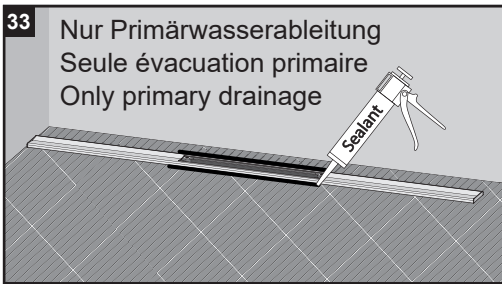 33
Nur Primärwasserableitung
Seule évacuation primaire
Only primary drainage
Sealant